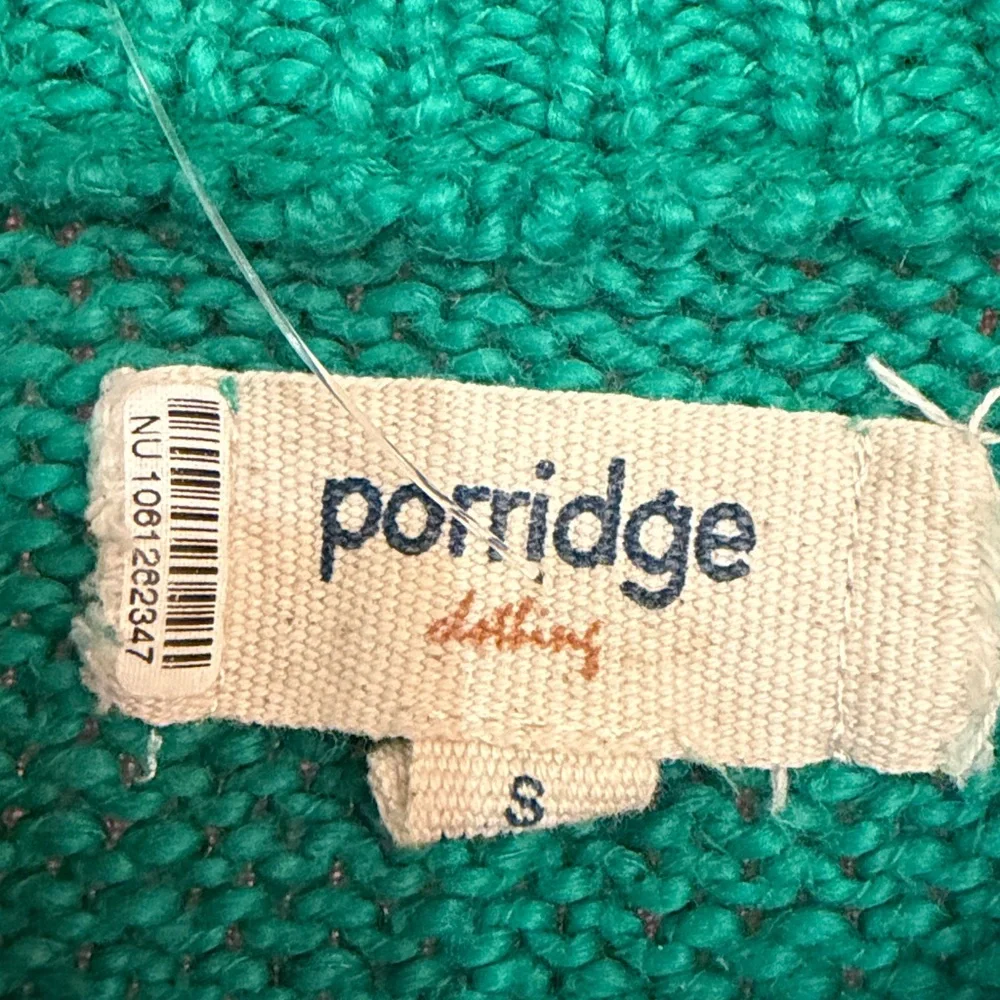 NU 1061262347
porridge
clothing
S